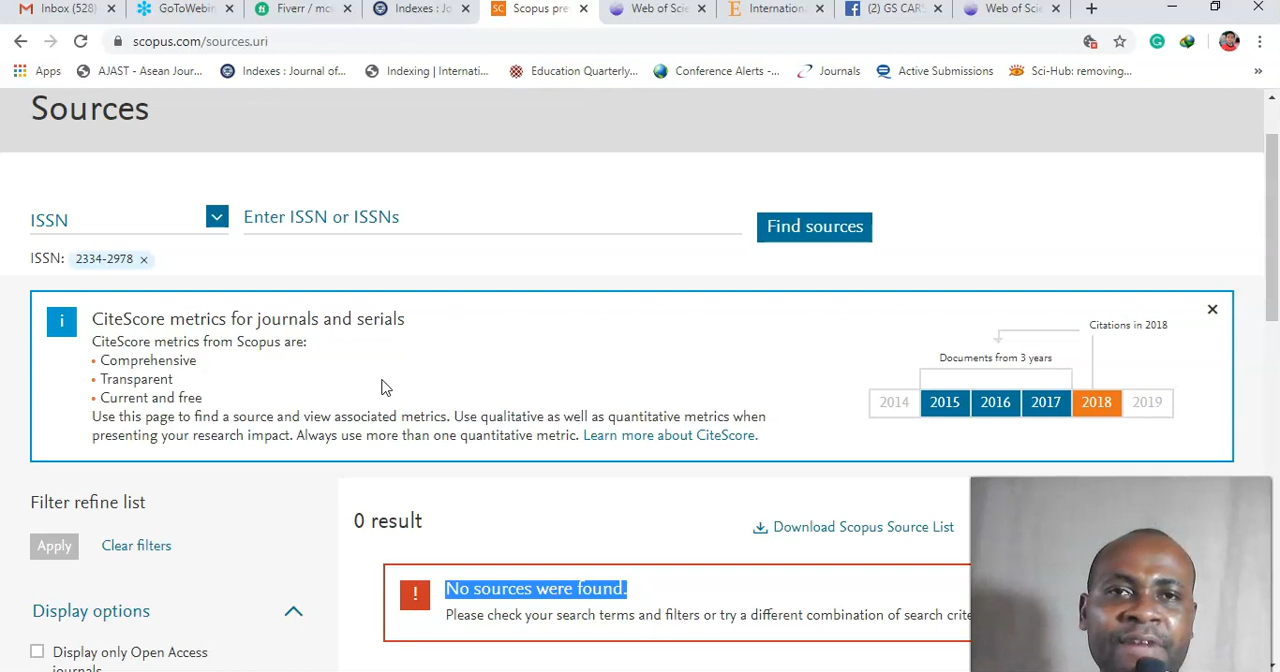 Inbox (528)
GoToWebin
Fiverr / mo
Indexes : Jo
Scopus pre
Web of Scie
Internation
(2) GS CAR
Web of Scie
scopus.com/sources.uri
Apps
AJAST - Asean Jour...
Indexes : Journal of...
Indexing | Internati...
Education Quarterly...
Conference Alerts -...
Journals
Active Submissions
Sci-Hub: removing...
Sources
ISSN
Enter ISSN or ISSNs
Find sources
ISSN: 2334-2978
CiteScore metrics for journals and serials
CiteScore metrics from Scopus are:
• Comprehensive
• Transparent
• Current and free
Use this page to find a source and view associated metrics. Use qualitative as well as quantitative metrics when
presenting your research impact. Always use more than one quantitative metric. Learn more about CiteScore.
Citations in 2018
Documents from 3 years
2014 2015 2016 2017 2018 2019
Filter refine list
Apply
Clear filters
0 result
Download Scopus Source List
No sources were found.
Please check your search terms and filters or try a different combination of search crite
Display options
Display only Open Access
journals